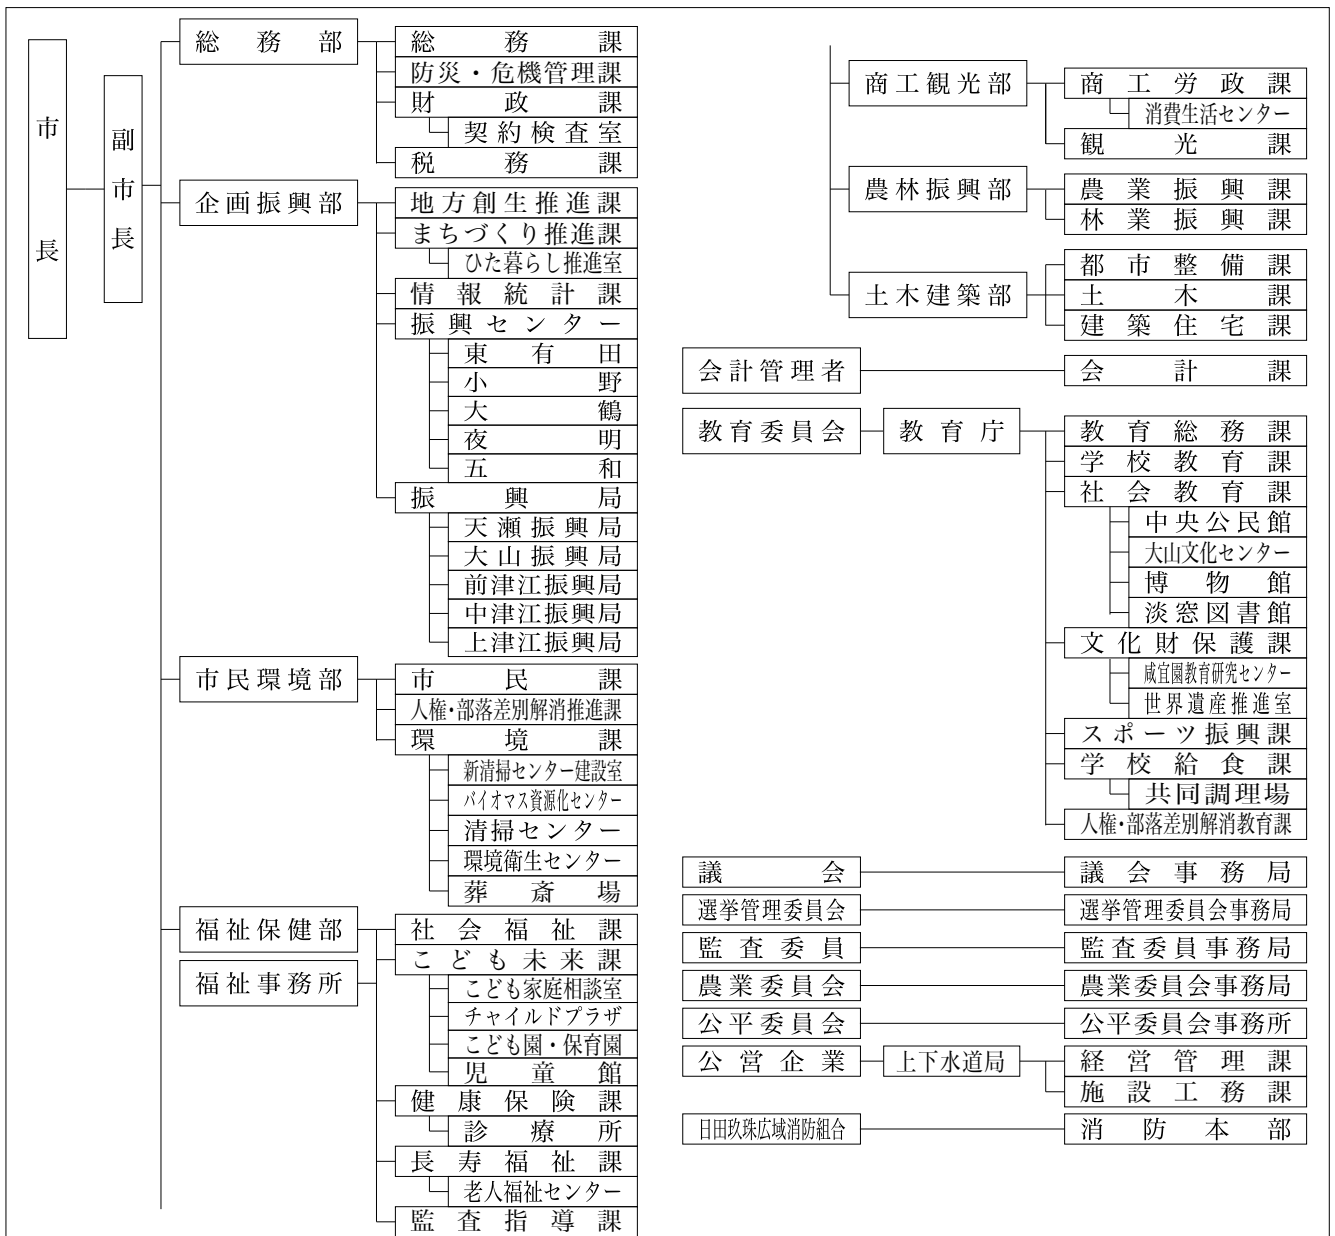 市長
副市長
総務部
総務課
防災・危機管理課
財政課
契約検査室
税務課
企画振興部
地方創生推進課
まちづくり推進課
ひた暮らし推進室
情報統計課
振興センター
東有田
小野
大鶴
夜明
五和
振興局
天瀬振興局
大山振興局
前津江振興局
中津江振興局
上津江振興局
市民環境部
市民課
人権・部落差別解消推進課
環境課
新清掃センター建設室
バイオマス資源化センター
清掃センター
環境衛生センター
葬斎場
福祉保健部
福祉事務所
社会福祉課
こども未来課
こども家庭相談室
チャイルドプラザ
こども園・保育園
児童館
健康保険課
診療所
長寿福祉課
老人福祉センター
監査指導課
商工観光部
商工労政課
消費生活センター
観光課
農林振興部
農業振興課
林業振興課
土木建築部
都市整備課
土木課
建築住宅課
会計管理者
会計課
教育委員会
教育庁
教育総務課
学校教育課
社会教育課
中央公民館
大山文化センター
博物館
淡窓図書館
文化財保護課
咸宜園教育研究センター
世界遺産推進室
スポーツ振興課
学校給食課
共同調理場
人権・部落差別解消教育課
議会
議会事務局
選挙管理委員会
選挙管理委員会事務局
監査委員
監査委員事務局
農業委員会
農業委員会事務局
公平委員会
公平委員会事務所
公営企業
上下水道局
経営管理課
施設工務課
日田玖珠広域消防組合
消防本部